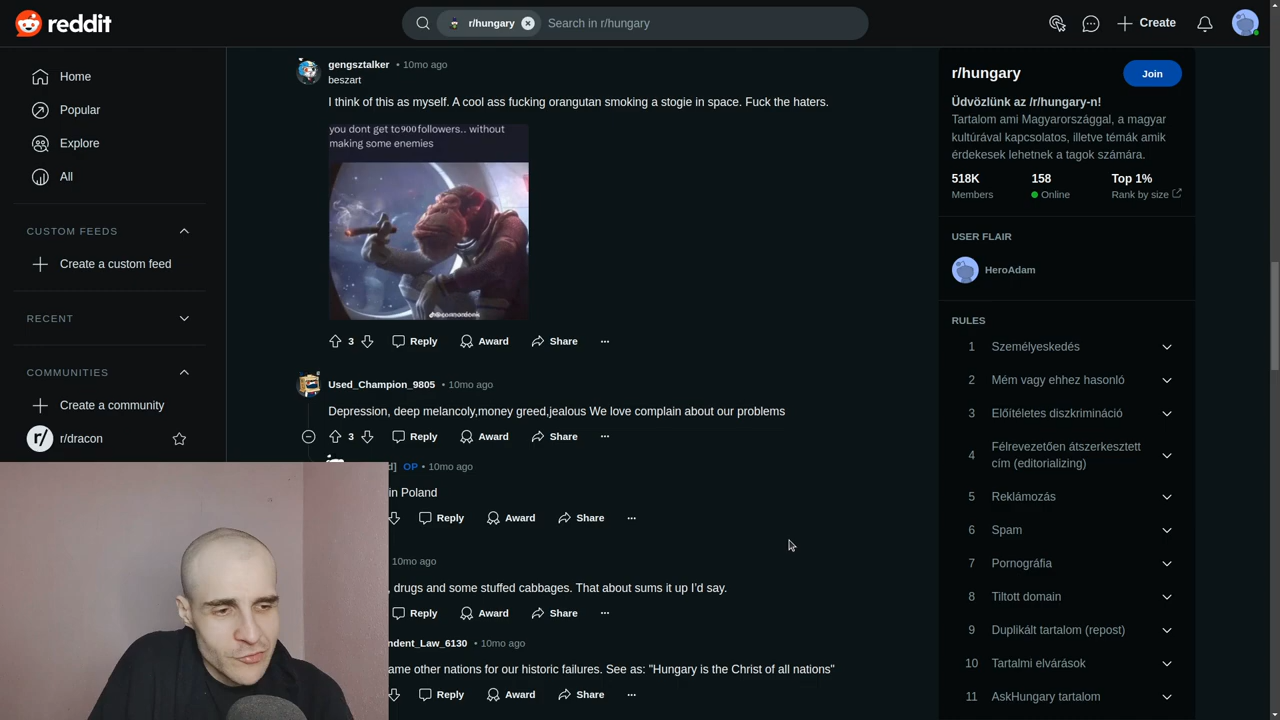 reddit
r/hungary
Search in r/hungary
Create
Home
Popular
Explore
All
CUSTOM FEEDS
Create a custom feed
RECENT
COMMUNITIES
Create a community
r/
r/dracon
gengsztalker • 10mo ago
beszart
I think of this as myself. A cool ass fucking orangutan smoking a stogie in space. Fuck the haters.
you dont get to 900 followers.. without
making some enemies
3
Reply
Award
Share
Used_Champion_9805 • 10mo ago
Depression, deep melancoly,money greed,jealous We love complain about our problems
3
Reply
Award
Share
OP • 10mo ago
in Poland
Reply
Award
Share
10mo ago
, drugs and some stuffed cabbages. That about sums it up I'd say.
Reply
Award
Share
ndent_Law_6130 • 10mo ago
ame other nations for our historic failures. See as: "Hungary is the Christ of all nations"
Reply
Award
Share
r/hungary
Join
Üdvözlünk az /r/hungary-n!
Tartalom ami Magyarországgal, a magyar
kultúrával kapcsolatos, illetve témák amik
érdekesek lehetnek a tagok számára.
518K 158 Top 1%
Members Online Rank by size
USER FLAIR
HeroAdam
RULES
1 Személyeskedés
2 Mém vagy ehhez hasonló
3 Előítéletes diszkrimináció
4 Félrevezetően átszerkesztett
cím (editorializing)
5 Reklámozás
6 Spam
7 Pornográfia
8 Tiltott domain
9 Duplikált tartalom (repost)
10 Tartalmi elvárások
11 AskHungary tartalom